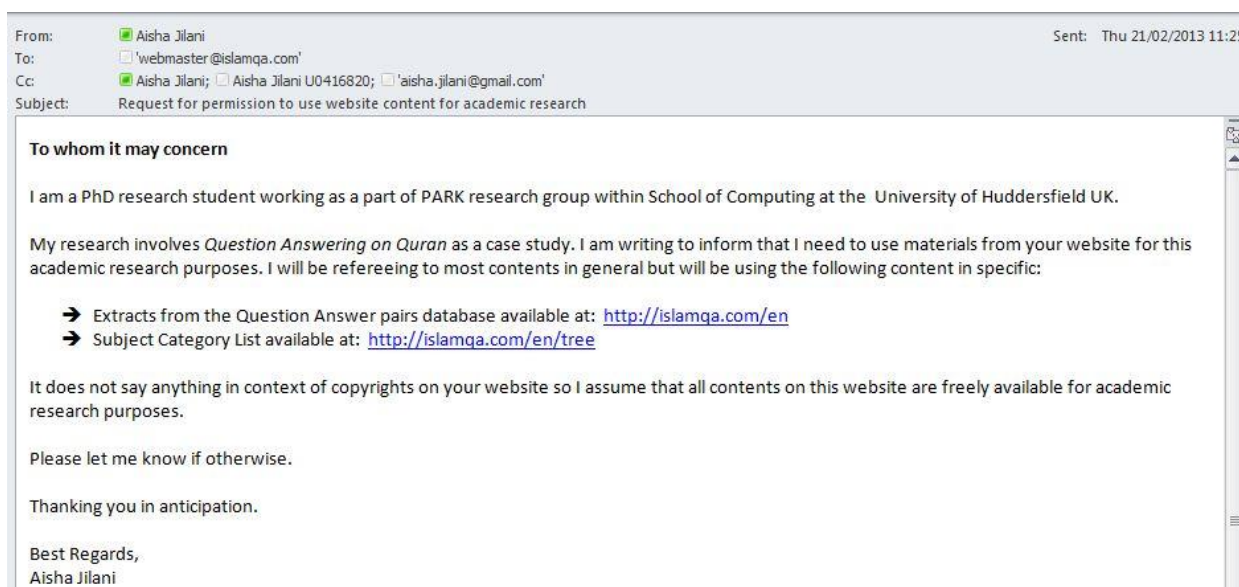 From: Aisha Jilani Sent: Thu 21/02/2013 11:25
To: 'webmaster@islamqa.com'
Cc: Aisha Jilani; Aisha Jilani U0416820; 'aisha.jilani@gmail.com'
Subject: Request for permission to use website content for academic research
To whom it may concern
I am a PhD research student working as a part of PARK research group within School of Computing at the University of Huddersfield UK.
My research involves Question Answering on Quran as a case study. I am writing to inform that I need to use materials from your website for this
academic research purposes. I will be refereeing to most contents in general but will be using the following content in specific:
➔ Extracts from the Question Answer pairs database available at: http://islamqa.com/en
➔ Subject Category List available at: http://islamqa.com/en/tree
It does not say anything in context of copyrights on your website so I assume that all contents on this website are freely available for academic
research purposes.
Please let me know if otherwise.
Thanking you in anticipation.
Best Regards,
Aisha Jilani